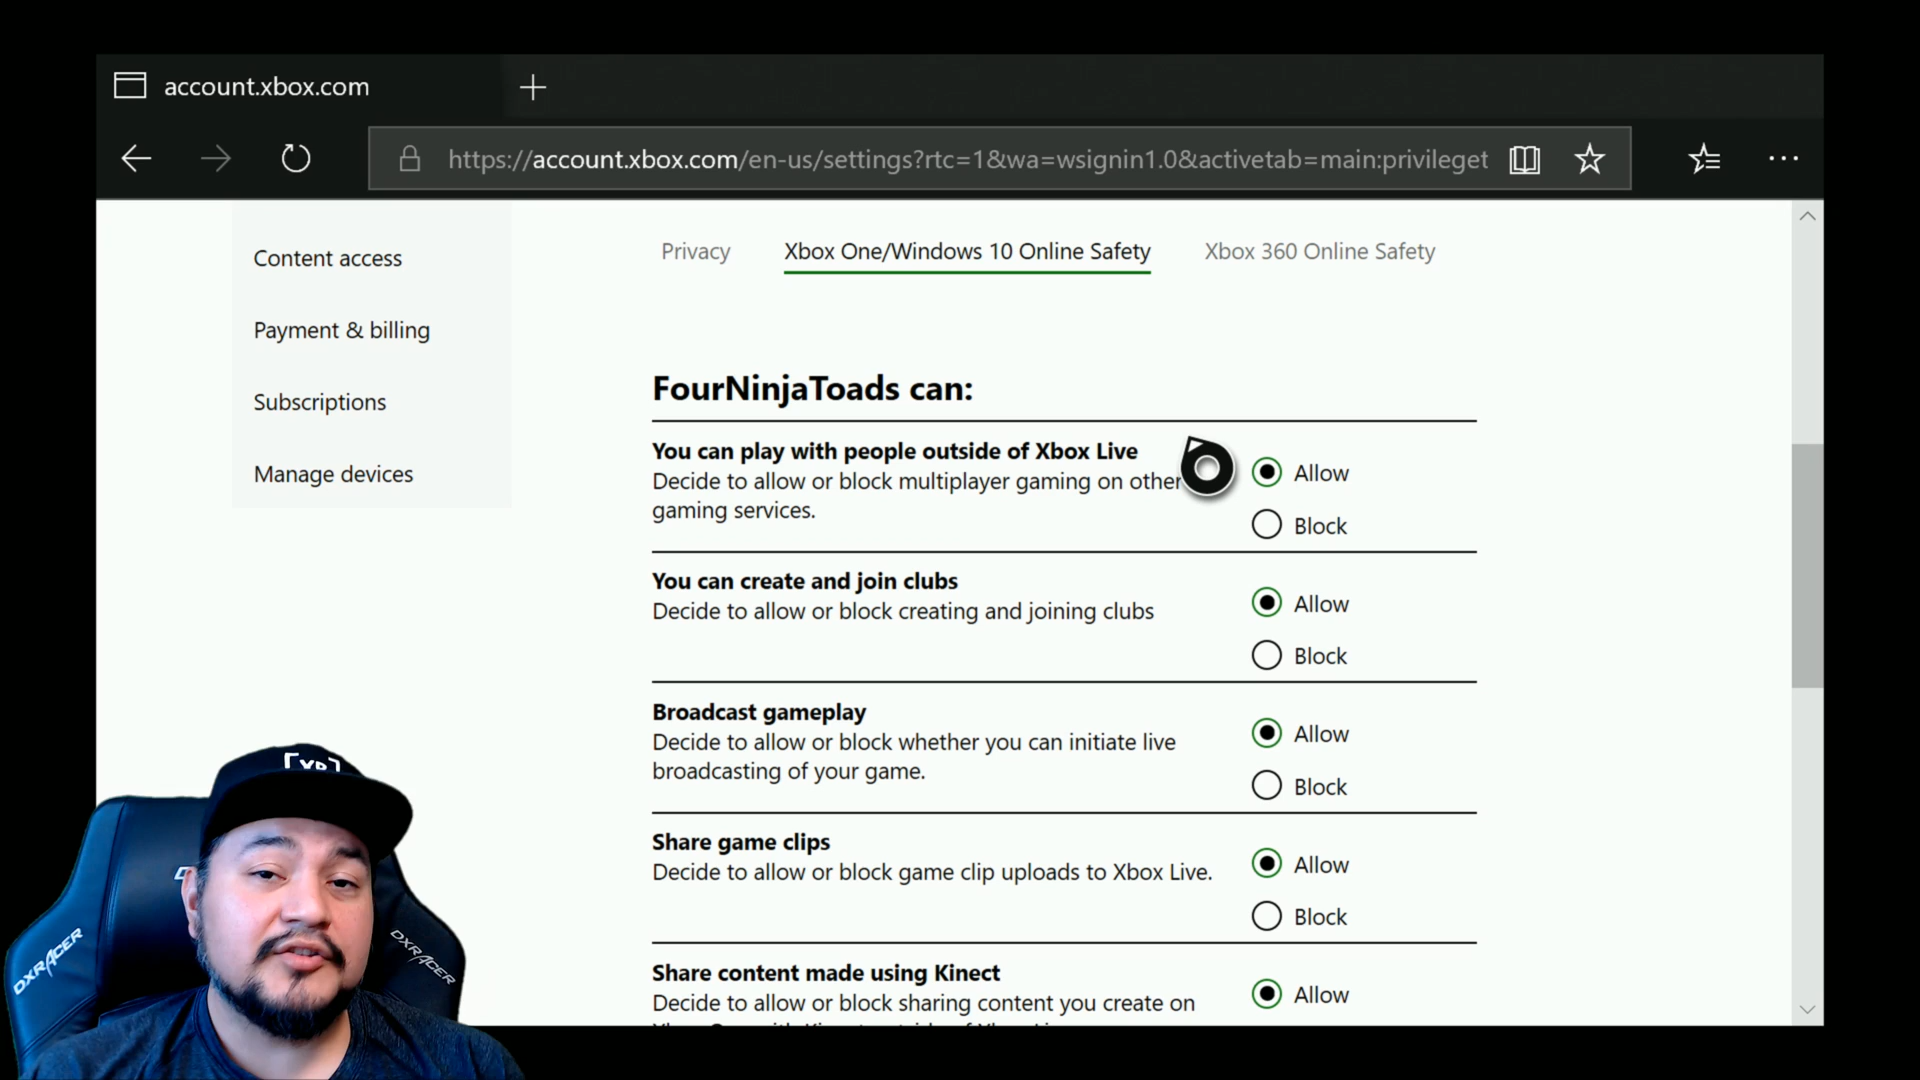 account.xbox.com
https://account.xbox.com/en-us/settings?rtc=1&wa=wsignin1.0&activetab=main:privileget
Content access
Payment & billing
Subscriptions
Manage devices
Privacy
Xbox One/Windows 10 Online Safety
Xbox 360 Online Safety
FourNinjaToads can:
You can play with people outside of Xbox Live
Decide to allow or block multiplayer gaming on other
gaming services.
Allow
Block
You can create and join clubs
Decide to allow or block creating and joining clubs
Allow
Block
Broadcast gameplay
Decide to allow or block whether you can initiate live
broadcasting of your game.
Allow
Block
Share game clips
Decide to allow or block game clip uploads to Xbox Live.
Allow
Block
Share content made using Kinect
Decide to allow or block sharing content you create on
Allow
DXRACER
DXRACER